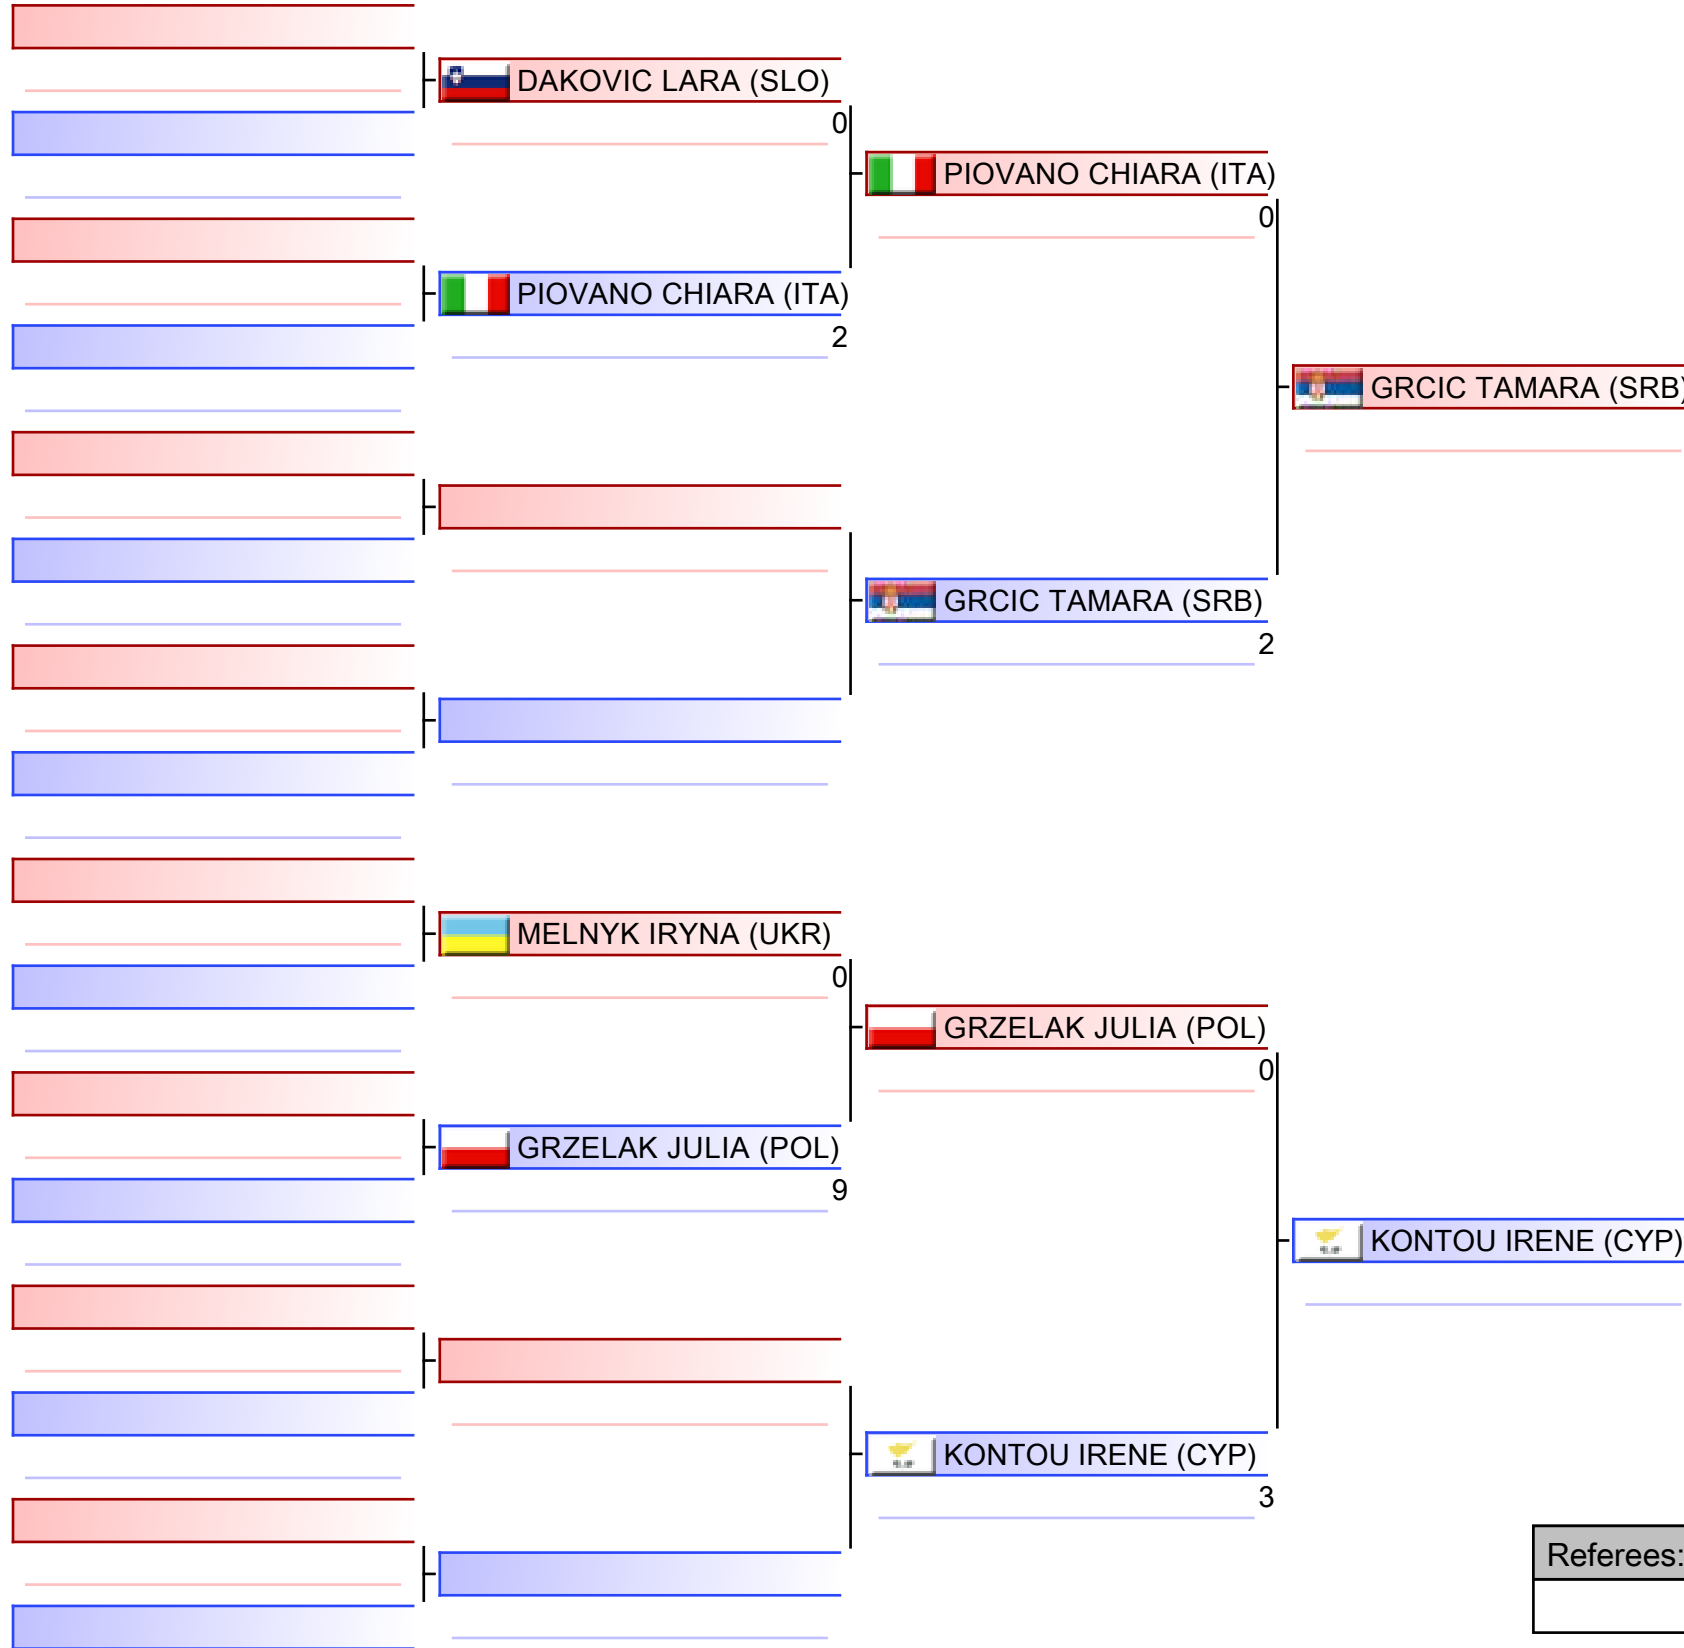 DAKOVIC LARA (SLO)
0
PIOVANO CHIARA (ITA)
0
PIOVANO CHIARA (ITA)
2
GRCIC TAMARA (SRB)
GRCIC TAMARA (SRB)
2
MELNYK IRYNA (UKR)
0
GRZELAK JULIA (POL)
0
GRZELAK JULIA (POL)
9
KONTOU IRENE (CYP)
KONTOU IRENE (CYP)
3
Referees: